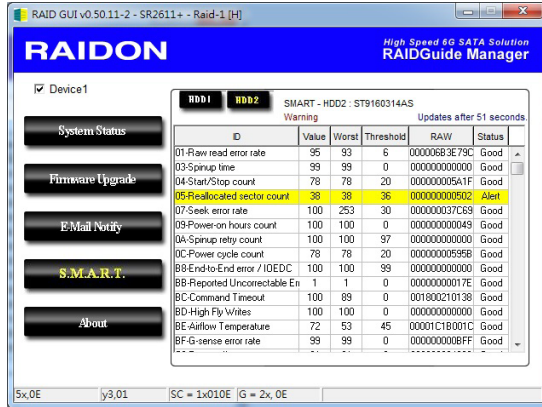 RAID GUI v0.50.11-2 - SR2611+ - Raid-1 [H]
RAIDON
High Speed 6G SATA Solution
RAIDGuide Manager
Device1
System Status
Firmware Upgrade
E-Mail Notify
S.M.A.R.T.
About
HDD1 HDD2 SMART - HDD2 : ST9160314AS
Warning Updates after 51 seconds.
ID Value Worst Threshold RAW Status
01-Raw read error rate 95 93 6 000006B3E79C Good
03-Spinup time 99 99 0 000000000000 Good
04-Start/Stop count 78 78 20 000000005A1F Good
05-Reallocated sector count 38 38 36 000000000502 Alert
07-Seek error rate 100 253 30 000000037C69 Good
09-Power-on hours count 100 100 0 000000000049 Good
0A-Spinup retry count 100 100 97 000000000000 Good
0C-Power cycle count 78 78 20 00000000595B Good
B8-End-to-End error / IOEDC 100 100 99 000000000000 Good
BB-Reported Uncorrectable En 1 1 0 00000000017E Good
BC-Command Timeout 100 89 0 001800210138 Good
BD-High Fly Writes 100 100 0 000000000000 Good
BE-Airflow Temperature 72 53 45 00001C1B001C Good
BF-G-sense error rate 99 99 0 000000000BFF Good
5x,0E y3,01 SC = 1x010E G = 2x, 0E